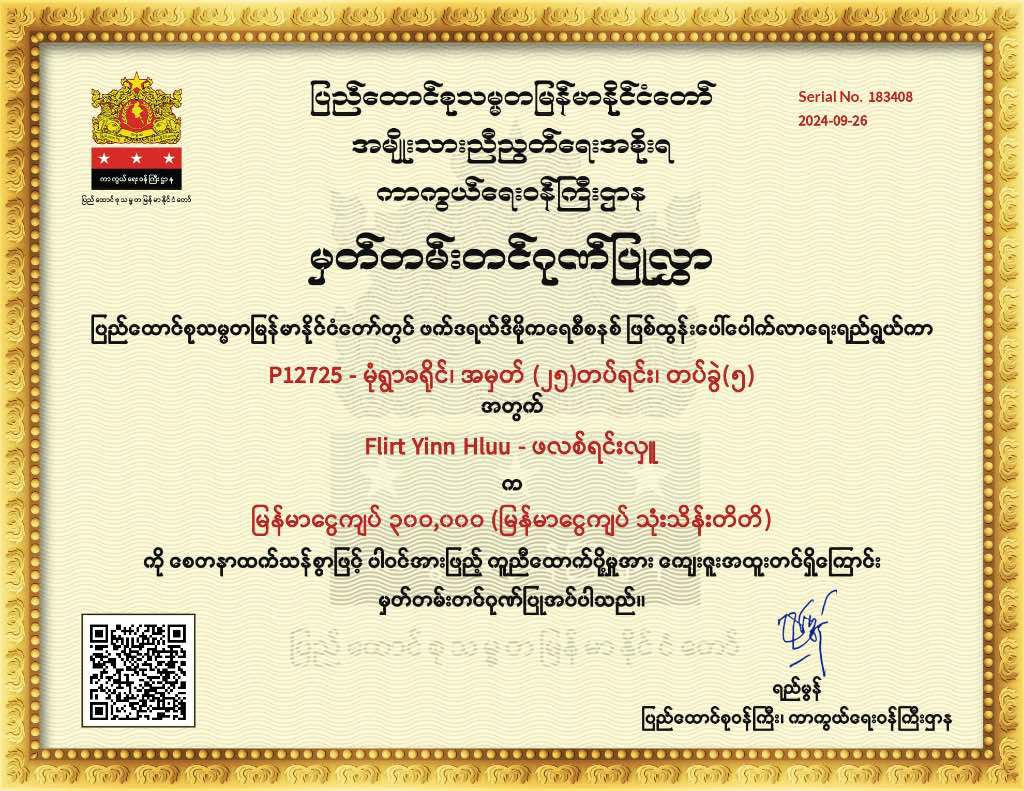 ပြည်ထောင်စုသမ္မတမြန်မာနိုင်ငံတော်
Serial No. 183408
2024-09-26
အမျိုးသားညီညွတ်ရေးအစိုးရ
ကာကွယ်ရေးဝန်ကြီးဌာန
ကာကွယ်ရေးဝန်ကြီးဌာန
ပြည်ထောင်စုသမ္မတမြန်မာနိုင်ငံတော်
မှတ်တမ်းတင်ဂုဏ်ပြုလွှာ
ပြည်ထောင်စုသမ္မတမြန်မာနိုင်ငံတော်တွင် ဖက်ဒရယ်ဒီမိုကရေစီစနစ် ဖြစ်ထွန်းပေါ်ပေါက်လာရေးရည်ရွယ်ကာ
P12725 - မုံရွာခရိုင်၊ အမှတ် (၂၅)တပ်ရင်း၊ တပ်ခွဲ(၅)
အတွက်
Flirt Yinn Hluu - ဖလစ်ရင်းလှူ
က
မြန်မာငွေကျပ် ၃၀၀,၀၀၀ (မြန်မာငွေကျပ် သုံးသိန်းတိတိ)
ကို စေတနာထက်သန်စွာဖြင့် ပါဝင်အားဖြည့် ကူညီထောက်ပို့မှုအား ကျေးဇူးအထူးတင်ရှိကြောင်း
မှတ်တမ်းတင်ဂုဏ်ပြုအပ်ပါသည်။
ပြည်ထောင်စုသမ္မတမြန်မာနိုင်ငံတော်
ရည်မွန်
ပြည်ထောင်စုဝန်ကြီး၊ ကာကွယ်ရေးဝန်ကြီးဌာန